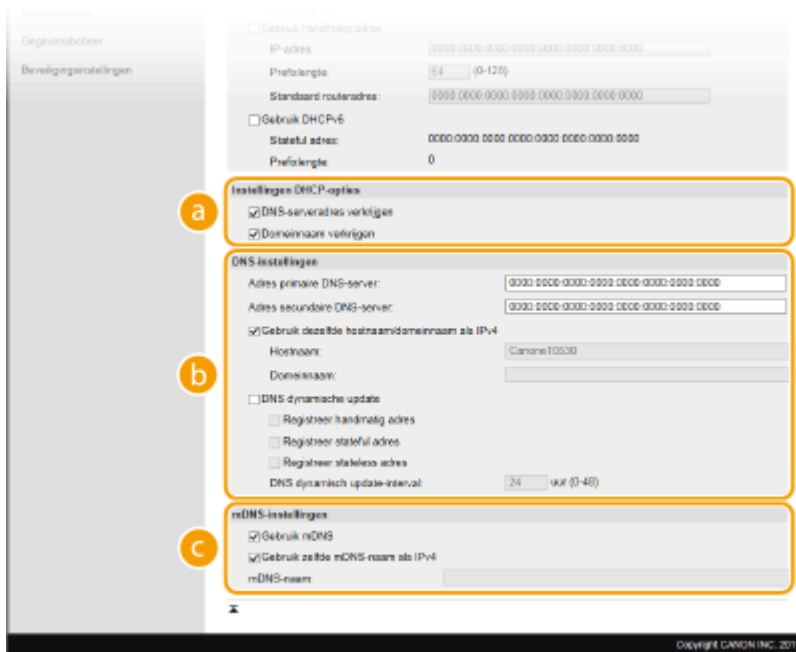 Gegevensbeheer
Beveiligingsinstellingen
Gebruik handmatig adres
IP-adres: 0000:0000:0000:0000:0000:0000:0000:0000
Prefixlengte: 64 (0-128)
Standaard routeradres: 0000:0000:0000:0000:0000:0000:0000:0000
Gebruik DHCPv6
Stateful adres: 0000:0000:0000:0000:0000:0000:0000:0000
Prefixlengte: 0
a
Instellingen DHCP-opties
DNS-serveradres verkrijgen
Domeinnaam verkrijgen
b
DNS-instellingen
Adres primaire DNS-server: 0000:0000:0000:0000:0000:0000:0000:0000
Adres secundaire DNS-server: 0000:0000:0000:0000:0000:0000:0000:0000
Gebruik dezelfde hostnaam/domeinnaam als IPv4
Hostnaam: Canone10530
Domeinnaam:
DNS dynamische update
Registreer handmatig adres
Registreer stateful adres
Registreer stateless adres
DNS dynamisch update-interval: 24 uur (0-48)
c
mDNS-instellingen
Gebruik mDNS
Gebruik zelfde mDNS-naam als IPv4
mDNS-naam:
Copyright CANON INC. 201